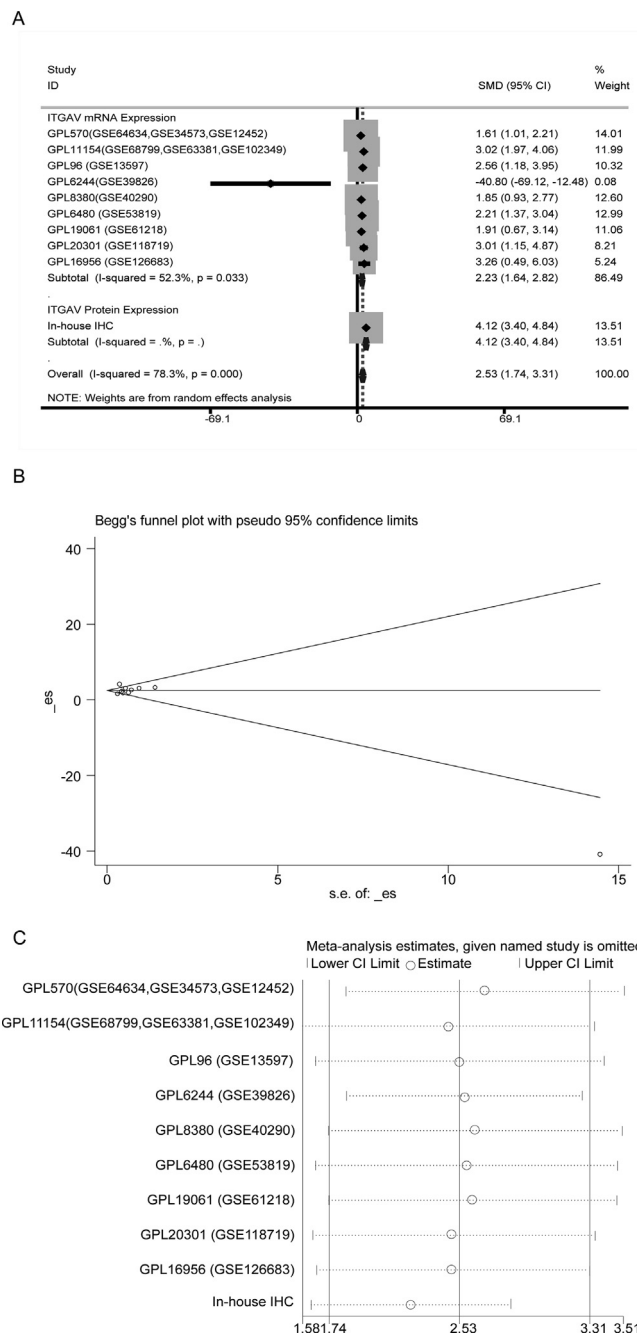 A
Study
ID
SMD (95% CI)
%
Weight
ITGAV mRNA Expression
GPL570(GSE64634,GSE34573,GSE12452) 1.61 (1.01, 2.21) 14.01
GPL11154(GSE68799,GSE63381,GSE102349) 3.02 (1.97, 4.06) 11.99
GPL96 (GSE13597) 2.56 (1.18, 3.95) 10.32
GPL6244(GSE39826) -40.80 (-69.12, -12.48) 0.08
GPL8380(GSE40290) 1.85 (0.93, 2.77) 12.60
GPL6480 (GSE53819) 2.21 (1.37, 3.04) 12.99
GPL19061 (GSE61218) 1.91 (0.67, 3.14) 11.06
GPL20301 (GSE118719) 3.01 (1.15, 4.87) 8.21
GPL16956 (GSE126683) 3.26 (0.49, 6.03) 5.24
Subtotal (I-squared = 52.3%, p = 0.033) 2.23 (1.64, 2.82) 86.49
.
ITGAV Protein Expression
In-house IHC 4.12 (3.40, 4.84) 13.51
Subtotal (I-squared = .%, p = .) 4.12 (3.40, 4.84) 13.51
.
Overall (I-squared = 78.3%, p = 0.000) 2.53 (1.74, 3.31) 100.00
NOTE: Weights are from random effects analysis
-69.1 0 69.1
B
Begg's funnel plot with pseudo 95% confidence limits
40
20
0
-20
-40
_es
0 5 10 15
s.e. of: _es
C
Meta-analysis estimates, given named study is omitted
Lower CI Limit Estimate Upper CI Limit
GPL570(GSE64634,GSE34573,GSE12452)
GPL11154(GSE68799,GSE63381,GSE102349)
GPL96 (GSE13597)
GPL6244 (GSE39826)
GPL8380 (GSE40290)
GPL6480 (GSE53819)
GPL19061 (GSE61218)
GPL20301 (GSE118719)
GPL16956 (GSE126683)
In-house IHC
1.58 1.74 2.53 3.31 3.51